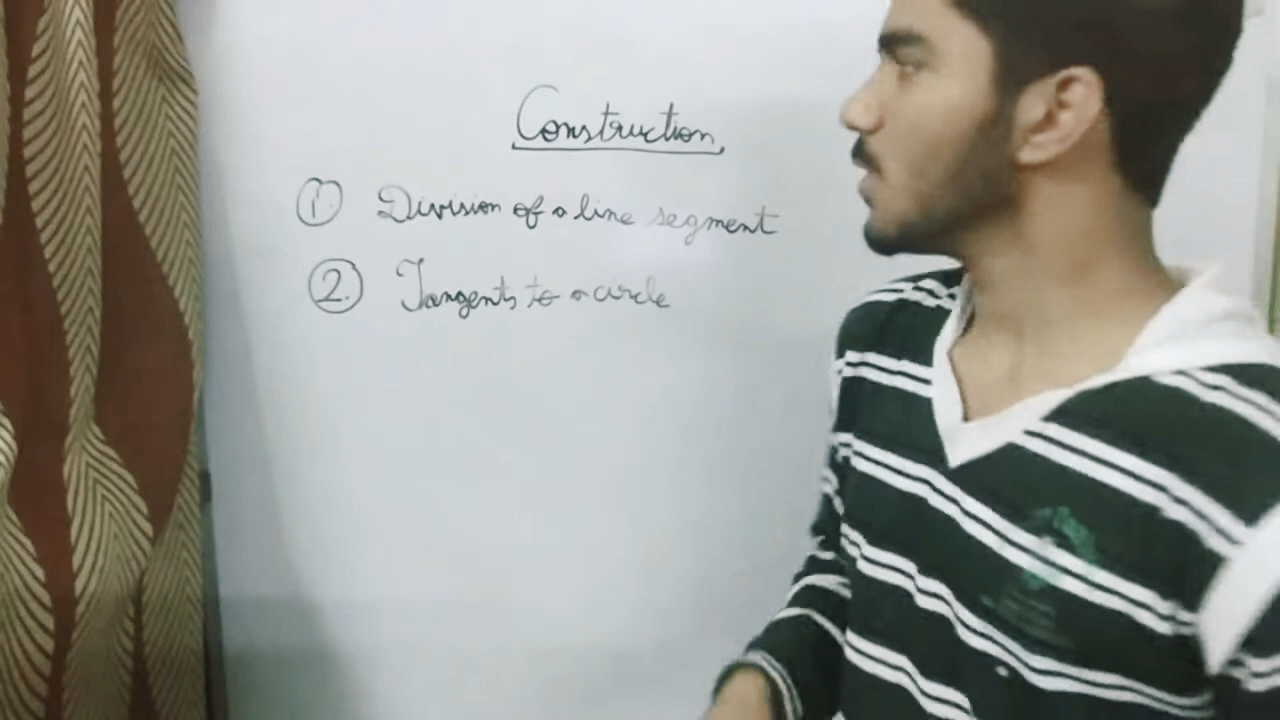 Construction
1. Division of a line segment
2. Tangents to a circle